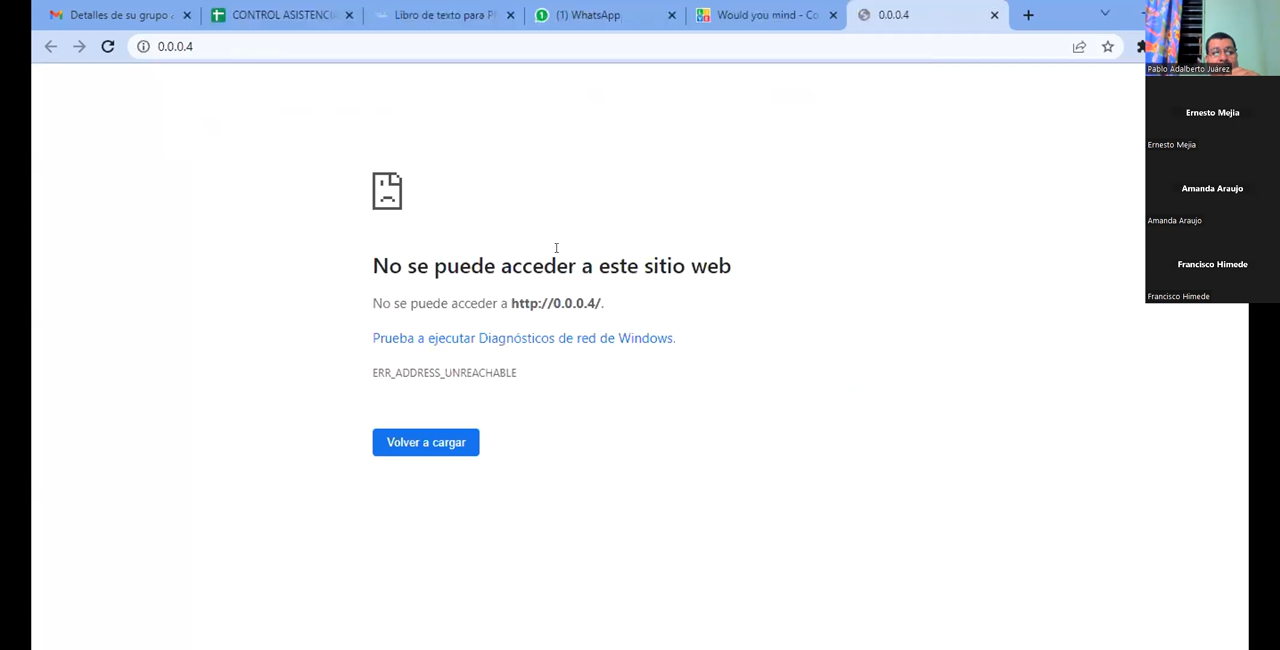 Detalles de su grupo
CONTROL ASISTENCI
Libro de texto para P
(1) WhatsApp
Would you mind - Co
0.0.0.4
0.0.0.4
Pablo Adalberto Juárez
Ernesto Mejia
Ernesto Mejia
Amanda Araujo
Amanda Araujo
Francisco Himede
Francisco Himede
No se puede acceder a este sitio web
No se puede acceder a http://0.0.0.4/.
Prueba a ejecutar Diagnósticos de red de Windows.
ERR_ADDRESS_UNREACHABLE
Volver a cargar